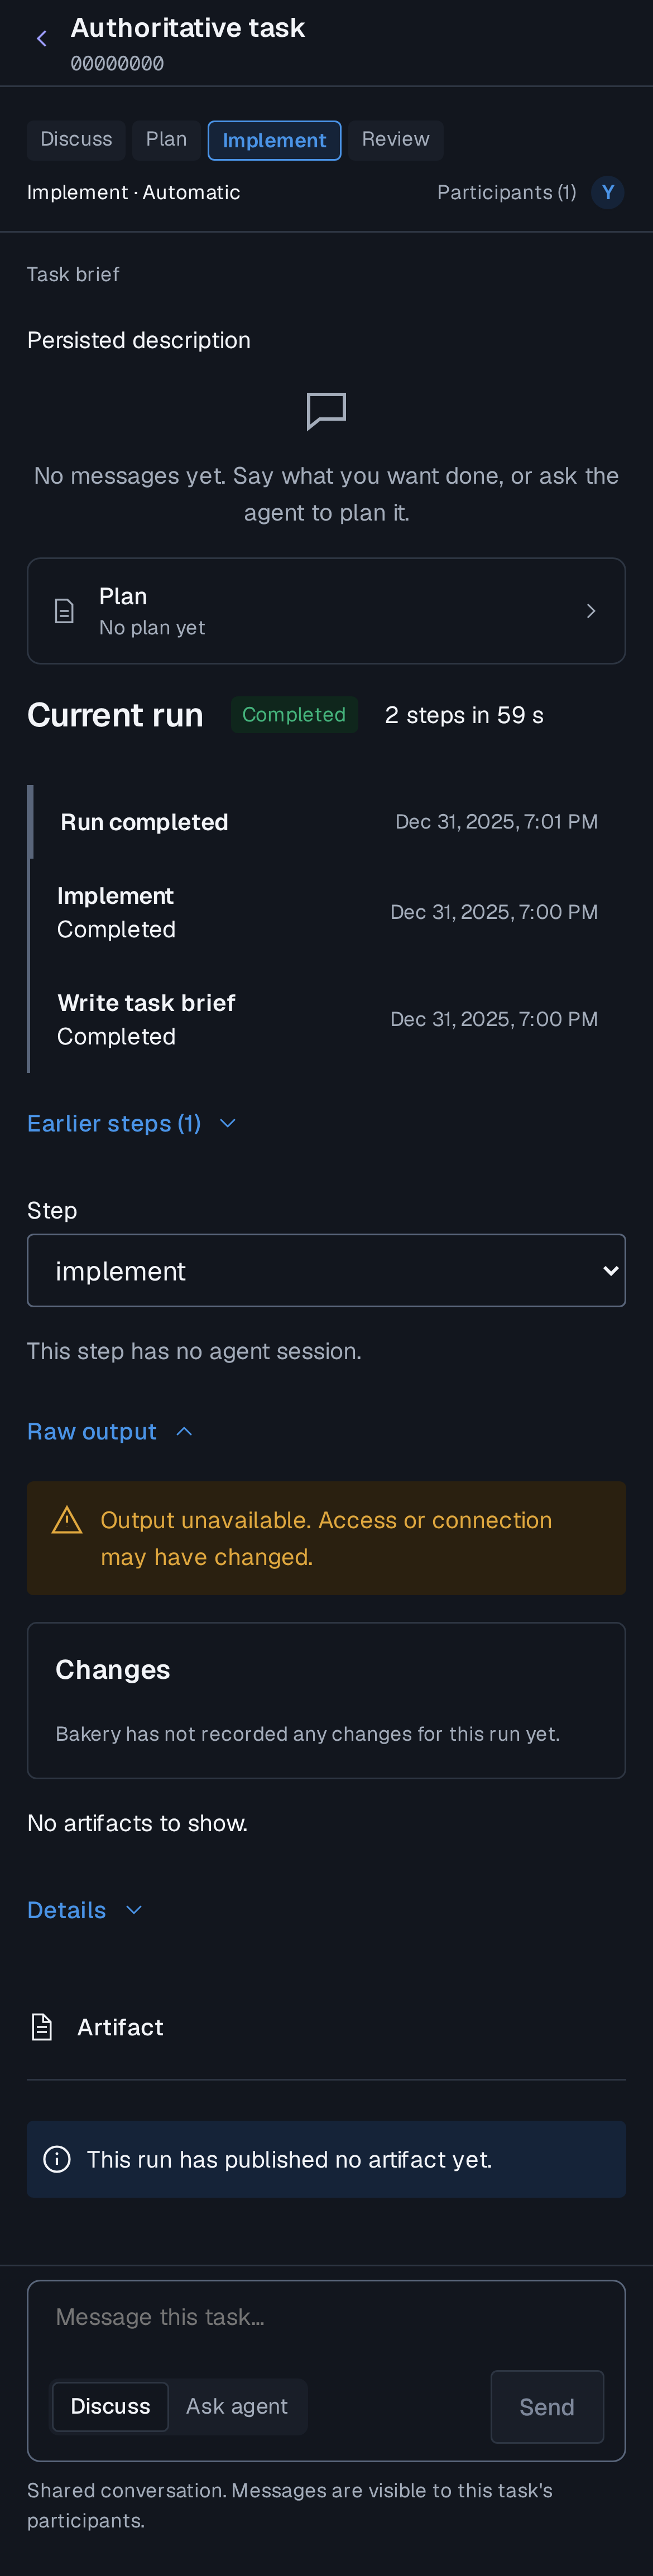 Authoritative task
00000000
Discuss Plan Implement Review
Implement · Automatic Participants (1) Y
Task brief
Persisted description
No messages yet. Say what you want done, or ask the
agent to plan it.
Plan
No plan yet
Current run Completed 2 steps in 59 s
Run completed Dec 31, 2025, 7:01 PM
Implement
Completed
Dec 31, 2025, 7:00 PM
Write task brief
Completed
Dec 31, 2025, 7:00 PM
Earlier steps (1)
Step
implement
This step has no agent session.
Raw output
Output unavailable. Access or connection
may have changed.
Changes
Bakery has not recorded any changes for this run yet.
No artifacts to show.
Details
Artifact
This run has published no artifact yet.
Message this task...
Discuss Ask agent Send
Shared conversation. Messages are visible to this task's
participants.